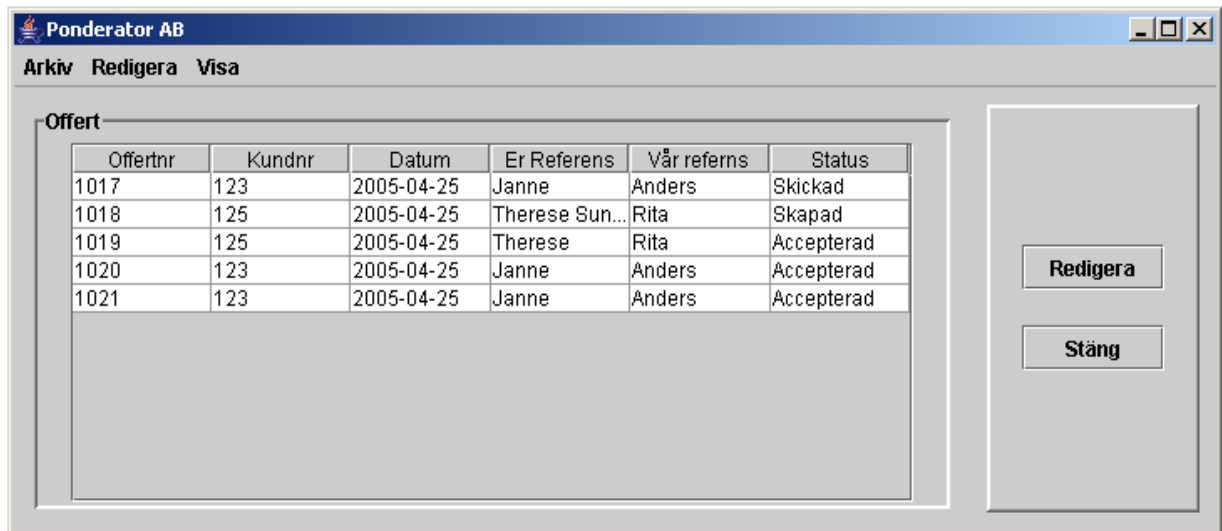 Ponderator AB
Arkiv Redigera Visa
Offert
Offertnr Kundnr Datum Er Referens Vår referns Status
1017 123 2005-04-25 Janne Anders Skickad
1018 125 2005-04-25 Therese Sun... Rita Skapad
1019 125 2005-04-25 Therese Rita Accepterad
1020 123 2005-04-25 Janne Anders Accepterad
1021 123 2005-04-25 Janne Anders Accepterad
Redigera
Stäng